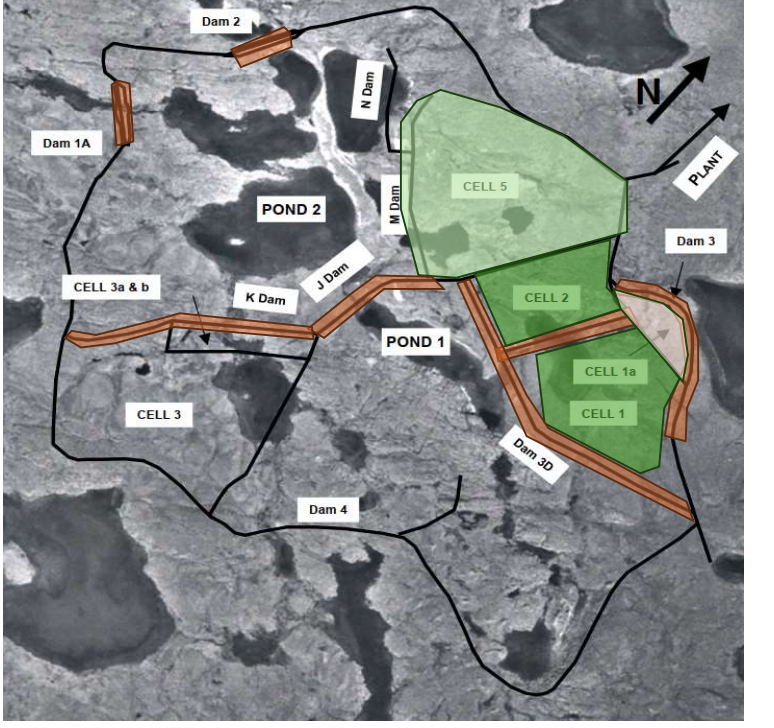 Dam 2
N
N Dam
PLANT
Dam 1A
CELL 5
POND 2
M Dam
Dam 3
J Dam
CELL 3a & b
K Dam
CELL 2
POND 1
CELL 1a
CELL 3
CELL 1
Dam 3D
Dam 4